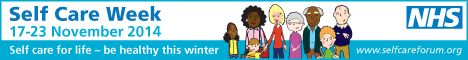 Self Care Week
NHS
17-23 November 2014
Self care for life – be healthy this winter
www.selfcareforum.org